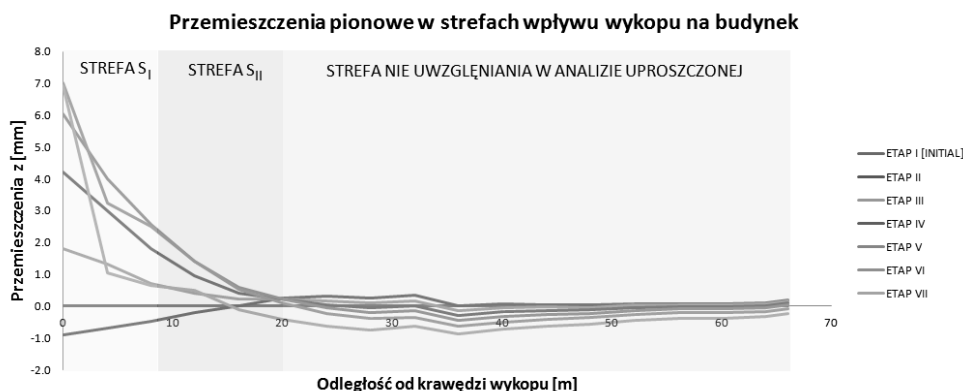 Przemieszczenia pionowe w strefach wpływu wykopu na budynek
8.0
7.0
6.0
5.0
4.0
3.0
2.0
1.0
0.0
-1.0
-2.0
Przemieszczenia z [mm]
STREFA SI
STREFA SII
STREFA NIE UWZGLĘNIANIA W ANALIZIE UPROSZCZONEJ
0
10
20
30
40
50
60
70
Odległość od krawędzi wykopu [m]
ETAP I [INITIAL]
ETAP II
ETAP III
ETAP IV
ETAP V
ETAP VI
ETAP VII